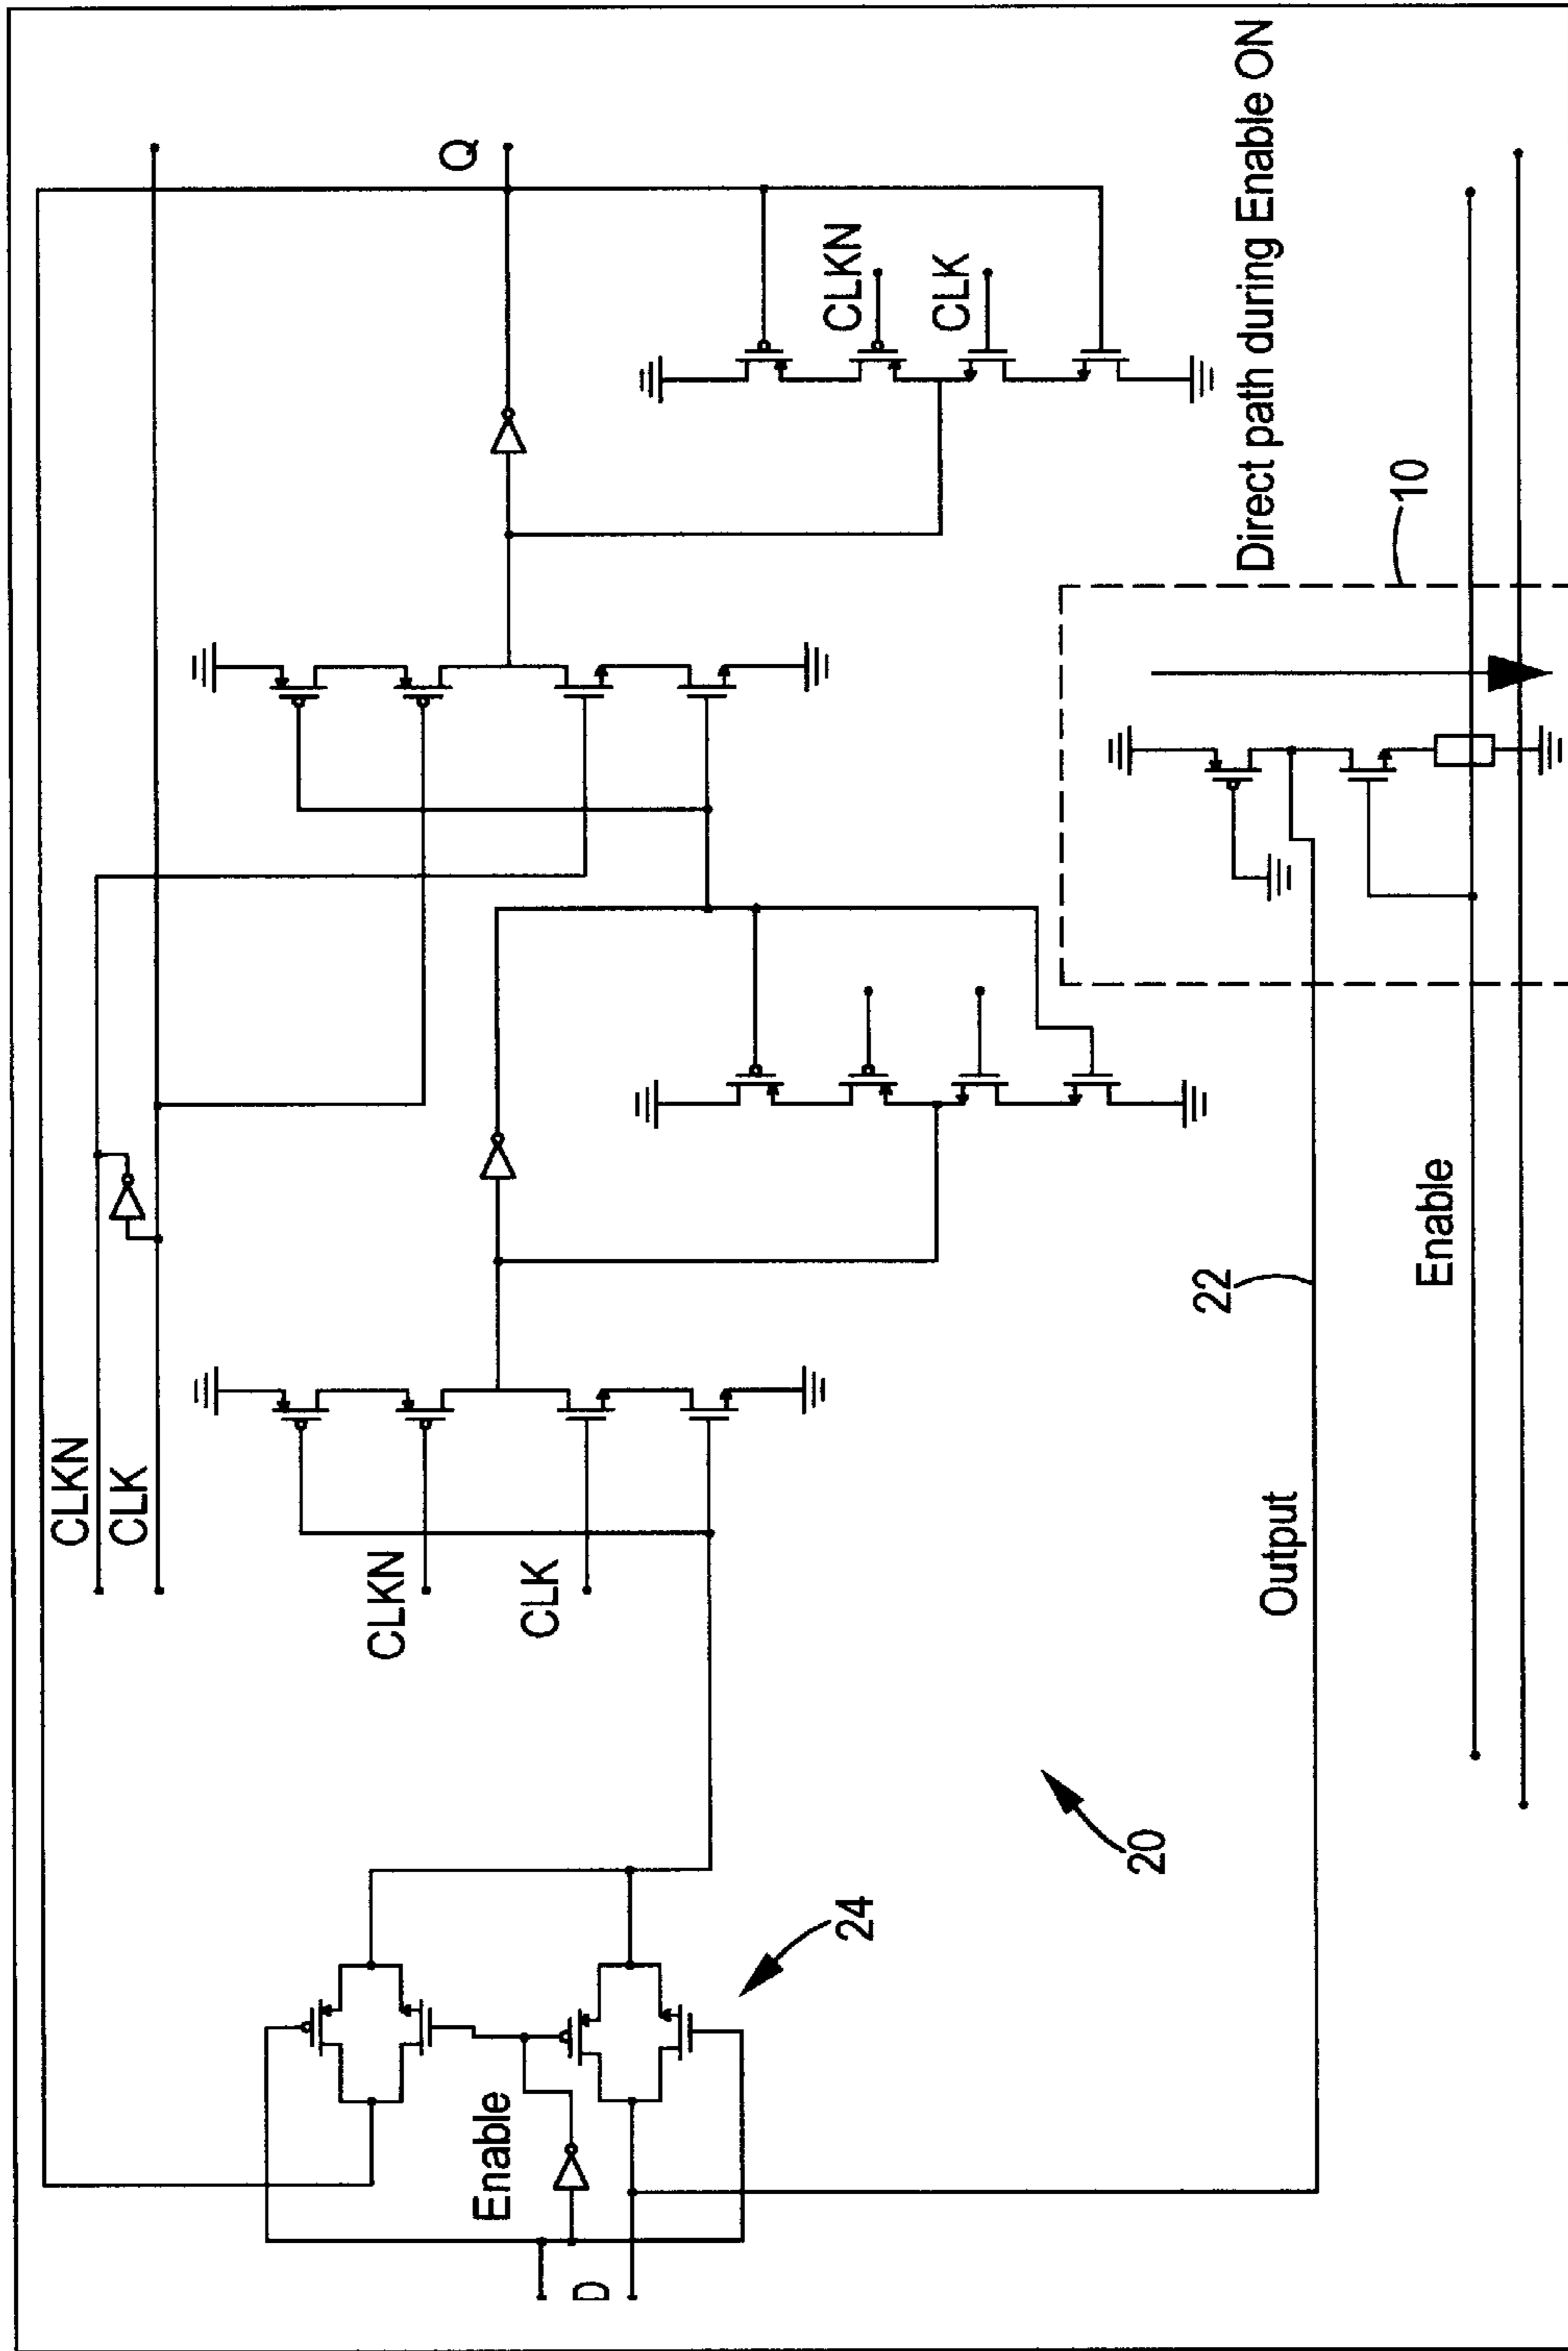 CLKN
CLK
Q
CLKN
CLK
CLKN
CLK
Enable
D
24
20
Output
22
Enable
10
Direct path during Enable ON